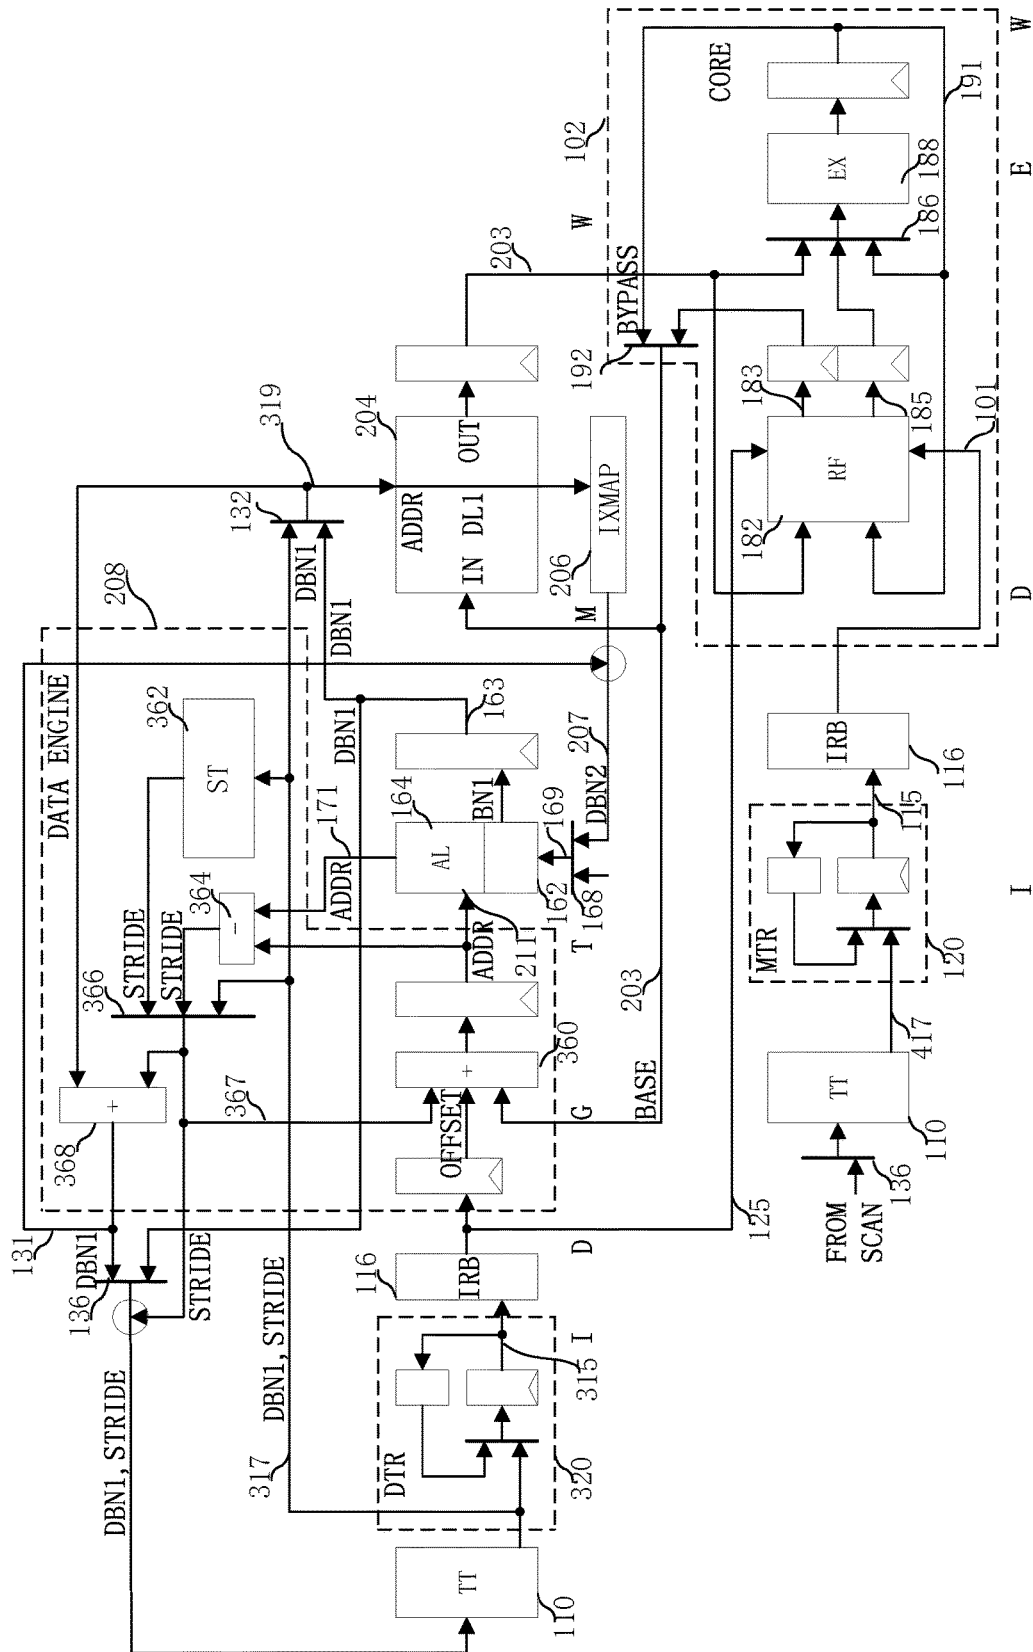 131
136
DBN1
DBN1, STRIDE
STRIDE
DATA ENGINE
208
368
+
366
STRIDE
STRIDE
362
ST
364
-
367
317
DBN1, STRIDE
ADDR
171
DBN1
DBN1
DBN1
132
319
TT
110
DTR
320
315
I
IRB
116
D
OFFSET
+
360
G
BASE
ADDR
211
T
AL
164
162
168
169
BN1
163
DBN2
207
203
M
206
IXMAP
ADDR
IN DL1
OUT
204
203
W
192
BYPASS
102
125
FROM
SCAN
136
TT
110
417
MTR
120
115
I
IRB
116
D
182
RF
183
185
101
186
EX
188
CORE
191
E
W